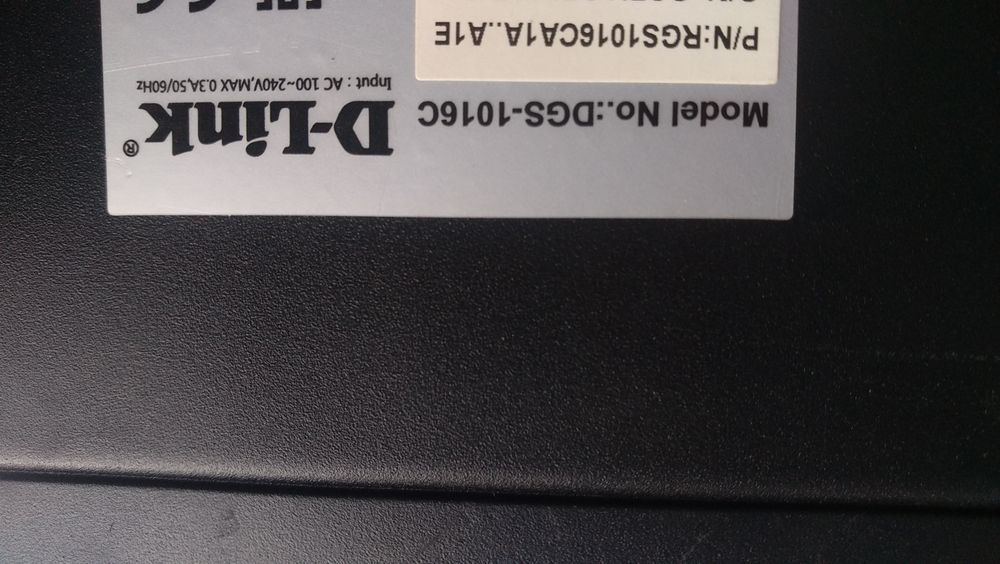 Model No.:DGS-1016C
D-Link®
Input : AC 100~240V,MAX 0.3A,50/60Hz
P/N:RGS1016CA1A..A1E